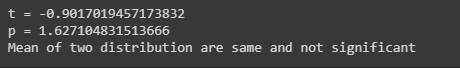 t = -0.9017019457173832
p = 1.627104831513666
Mean of two distribution are same and not significant